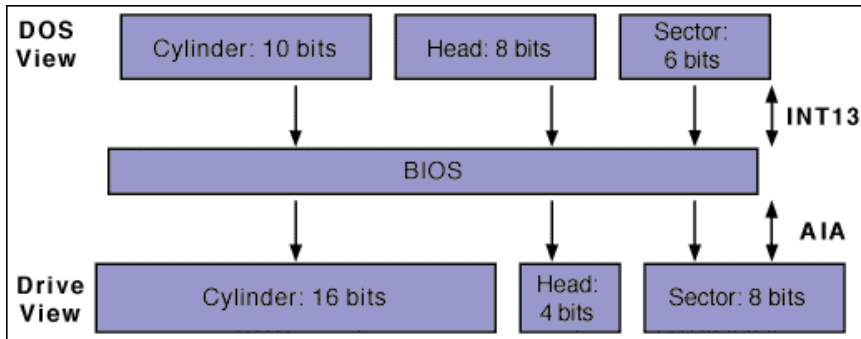 DOS
View
Cylinder: 10 bits
Head: 8 bits
Sector:
6 bits
INT13
BIOS
AIA
Drive
View
Cylinder: 16 bits
Head:
4 bits
Sector: 8 bits